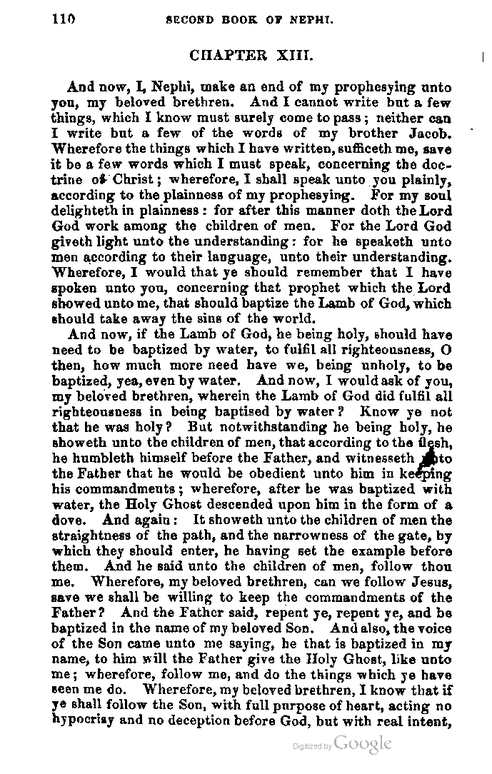 110 SECOND BOOK OF NEPHI.
CHAPTER XIII.
And now, I, Nephi, make an end of my prophesying unto
you, my beloved brethren. And I cannot write but a few
things, which I know must surely come to pass; neither can
I write but a few of the words of my brother Jacob.
Wherefore the things which I have written, sufficeth me, save
it be a few words which I must speak, concerning the doc-
trine of Christ; wherefore, I shall speak unto you plainly,
according to the plainness of my prophesying. For my soul
delighteth in plainness: for after this manner doth the Lord
God work among the children of men. For the Lord God
giveth light unto the understanding: for he speaketh unto
men according to their language, unto their understanding.
Wherefore, I would that ye should remember that I have
spoken unto you, concerning that prophet which the Lord
showed unto me, that should baptize the Lamb of God, which
should take away the sins of the world.
And now, if the Lamb of God, he being holy, should have
need to be baptized by water, to fulfil all righteousness, O
then, how much more need have we, being unholy, to be
baptized, yea, even by water. And now, I would ask of you,
my beloved brethren, wherein the Lamb of God did fulfil all
righteousness in being baptised by water? Know ye not
that he was holy? But notwithstanding he being holy, he
showeth unto the children of men, that according to the flesh,
he humbleth himself before the Father, and witnesseth unto
the Father that he would be obedient unto him in keeping
his commandments; wherefore, after he was baptized with
water, the Holy Ghost descended upon him in the form of a
dove. And again: It showeth unto the children of men the
straightness of the path, and the narrowness of the gate, by
which they should enter, he having set the example before
them. And he said unto the children of men, follow thou
me. Wherefore, my beloved brethren, can we follow Jesus,
save we shall be willing to keep the commandments of the
Father? And the Father said, repent ye, repent ye, and be
baptized in the name of my beloved Son. And also, the voice
of the Son came unto me saying, he that is baptized in my
name, to him will the Father give the Holy Ghost, like unto
me; wherefore, follow me, and do the things which ye have
seen me do. Wherefore, my beloved brethren, I know that if
ye shall follow the Son, with full purpose of heart, acting no
hypocrisy and no deception before God, but with real intent,
Digitized by Google